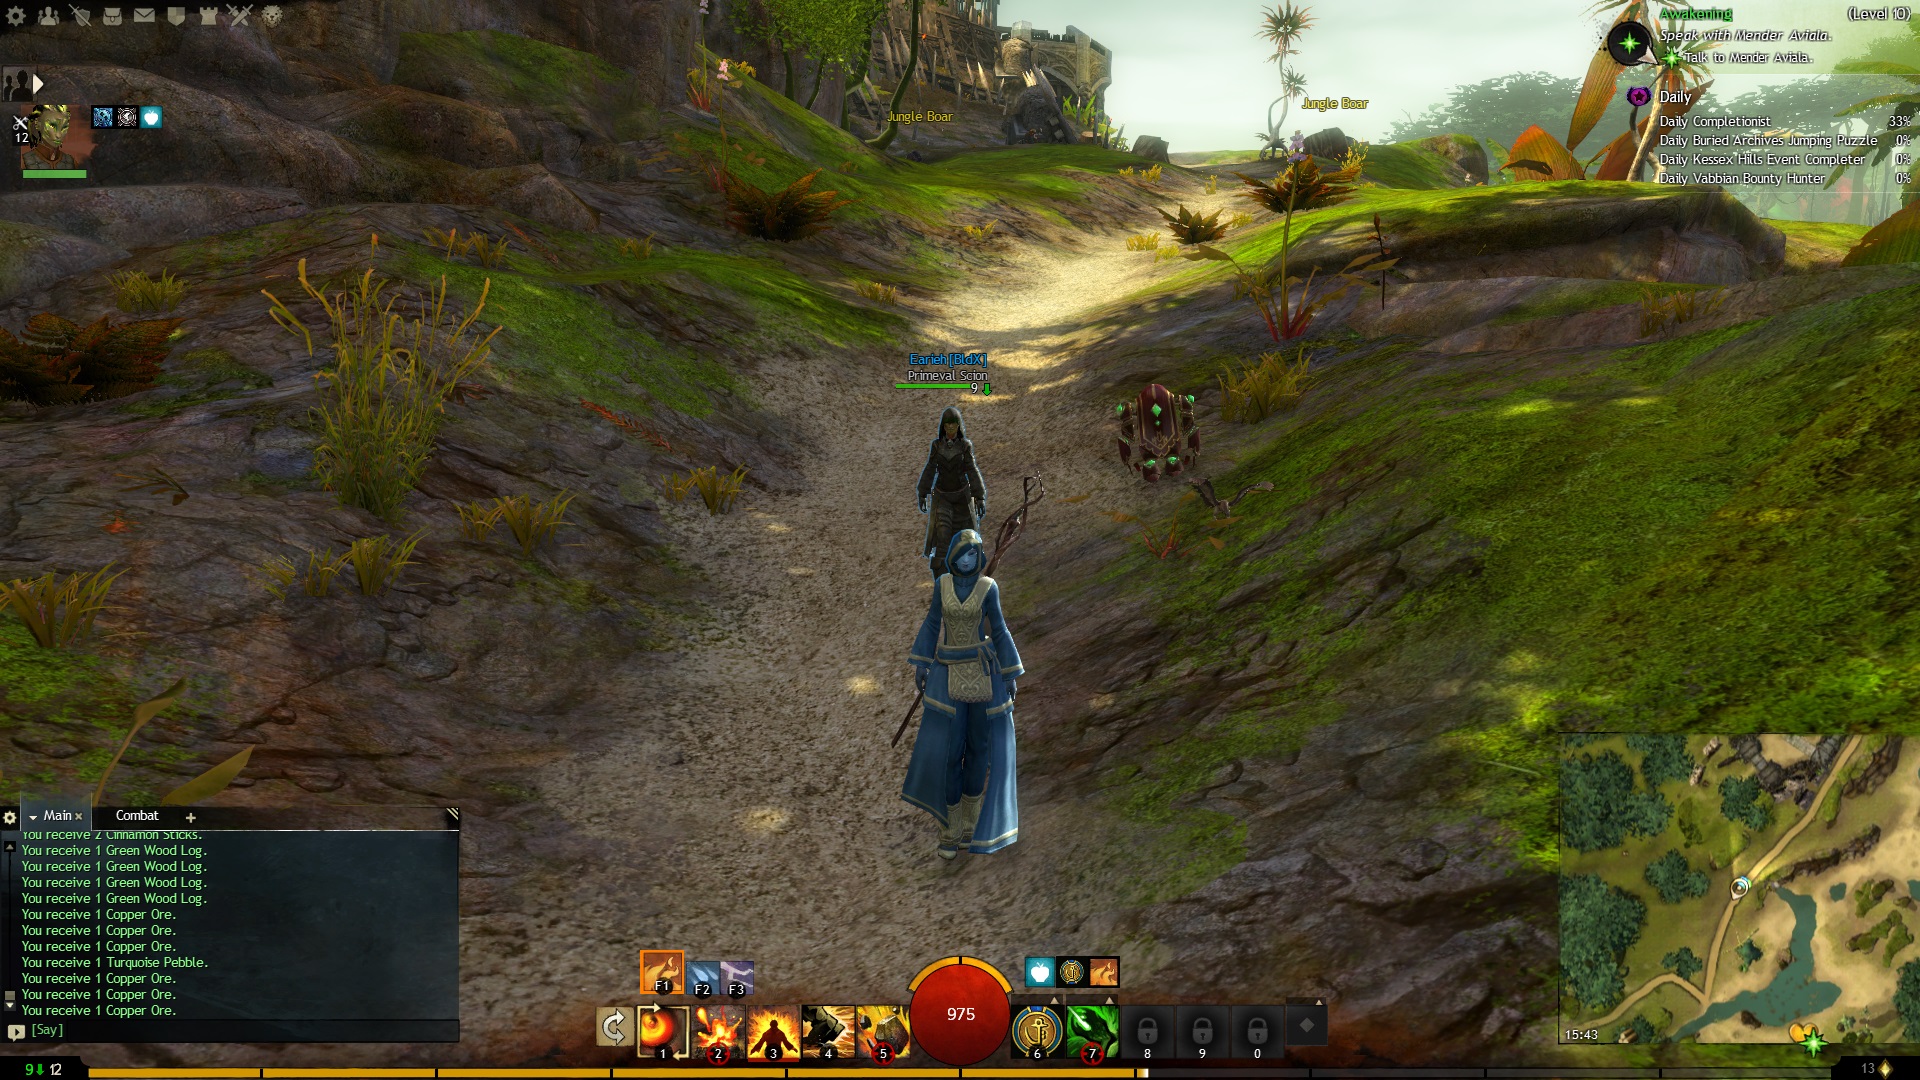 Awakening
(Level 10)
Speak with Mender Aviala.
Talk to Mender Aviala.
Daily
Daily Completionist 33%
Daily Buried Archives Jumping Puzzle 0%
Daily Kessex Hills Event Completer 0%
Daily Vabbian Bounty Hunter 0%
Jungle Boar
Jungle Boar
12
Earieh [BldX]
Primeval Scion
9
Main
Combat
You receive 2 Cinnamon Sticks.
You receive 1 Green Wood Log.
You receive 1 Green Wood Log.
You receive 1 Green Wood Log.
You receive 1 Green Wood Log.
You receive 1 Copper Ore.
You receive 1 Copper Ore.
You receive 1 Copper Ore.
You receive 1 Turquoise Pebble.
You receive 1 Copper Ore.
You receive 1 Copper Ore.
You receive 1 Copper Ore.
[Say]
F1 F2 F3
1 2 3 4 5
975
6 7 8 9 0
15:43
9 12
13